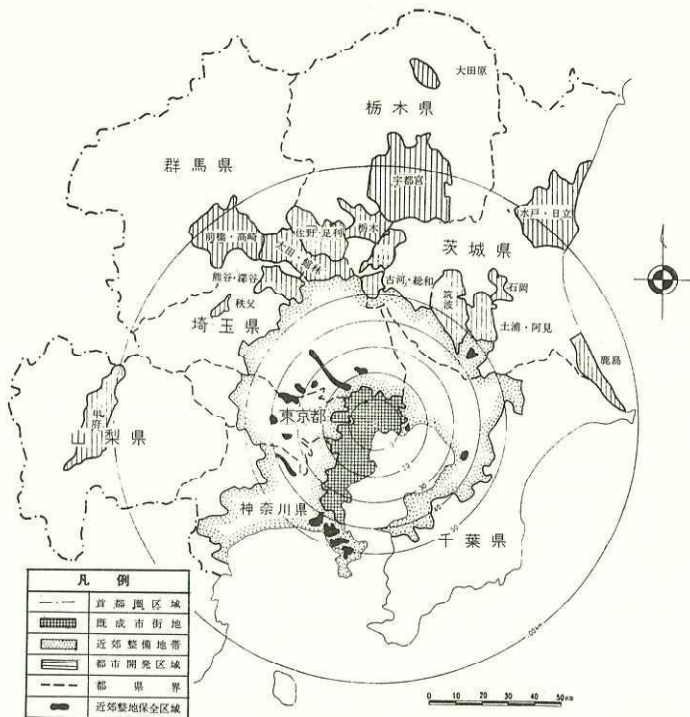 大田原
栃木県
群馬県
宇都宮
水戸・日立
佐野・足利
栃木
前橋・高崎
太田・館林
茨城県
熊谷・深谷
古河・総和
石岡
筑波
秩父
埼玉県
土浦・阿見
鹿島
東京都
甲府
山梨県
神奈川県
千葉県
30
40
50
100
凡例
首都圏区域
既成市街地
近郊整備地帯
都市開発区域
都県界
近郊整地保全区域
0 10 20 30 40 50KM